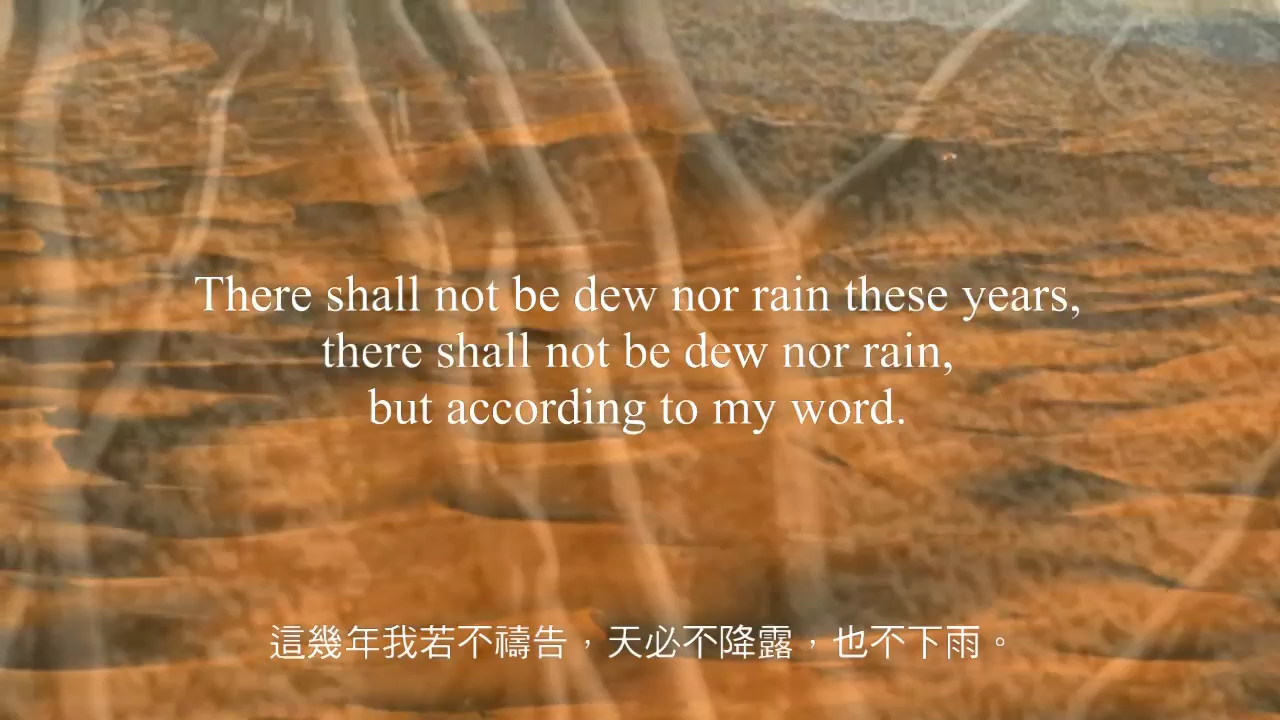 There shall not be dew nor rain these years,
there shall not be dew nor rain,
but according to my word.
這幾年我若不禱告，天必不降露，也不下雨。